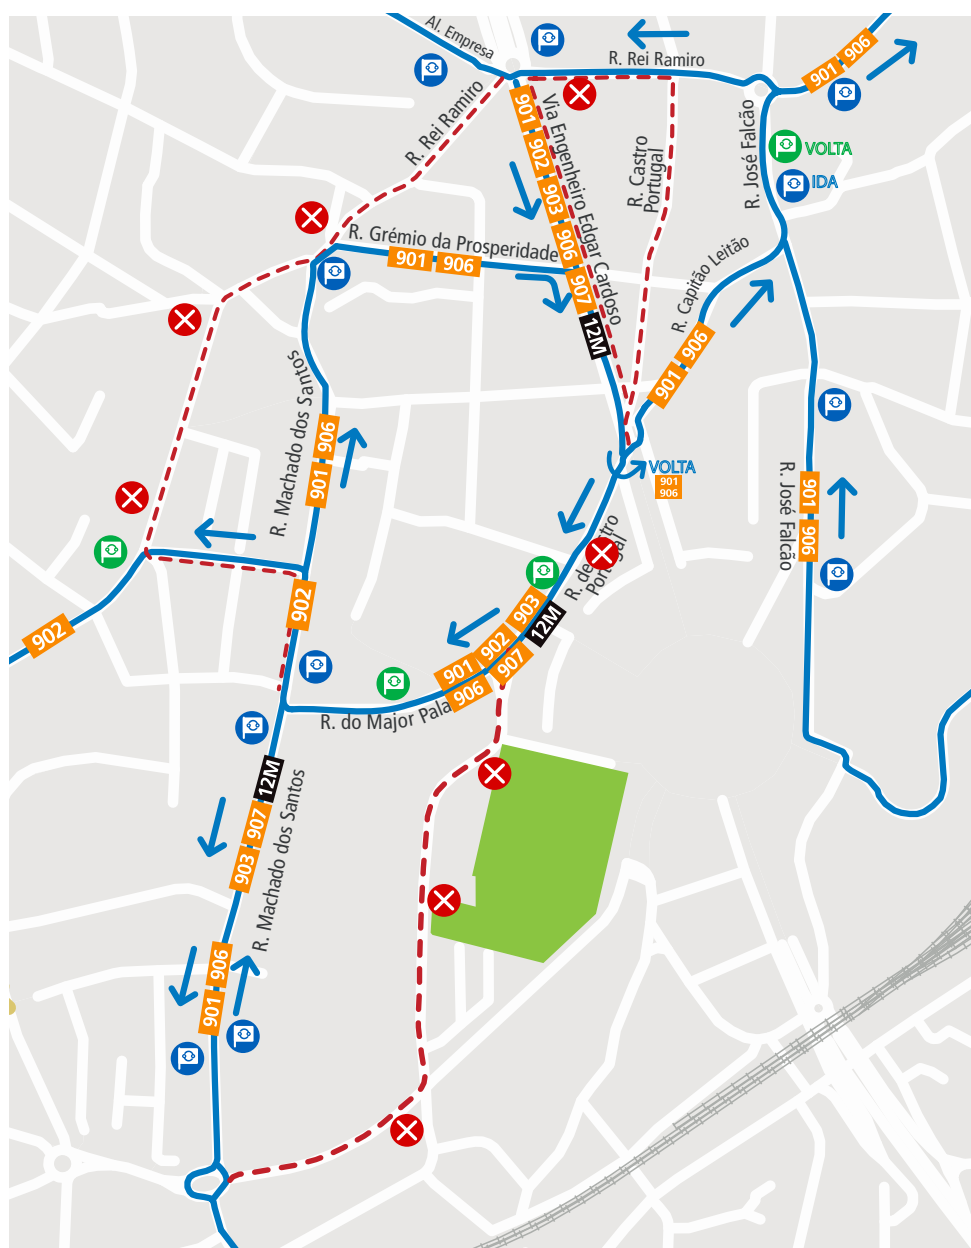 Al. Empresa
R. Rei Ramiro
901 906
R. Rei Ramiro
901 902 903 906 907 12M
Via Engenheiro Edgar Cardoso
R. Castro
Portugal
R. José Falcão
VOLTA
IDA
R. Grémio da Prosperidade
901 906
R. Capitão Leitão
901 906
R. Machado dos Santos
901 906
VOLTA
901
906
R. José Falcão
901
906
R. de
Portugal
902
902
901 902 903
906 907 12M
R. do Major Pala
12M
903 907
R. Machado dos Santos
901 906